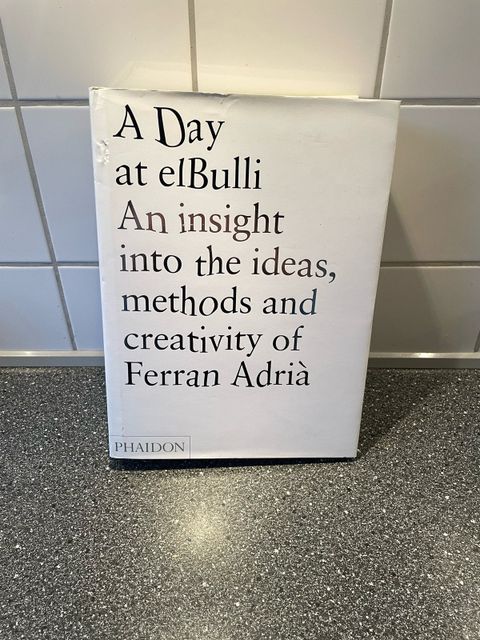 A Day
at elBulli
An insight
into the ideas,
methods and
creativity of
Ferran Adrià
PHAIDON